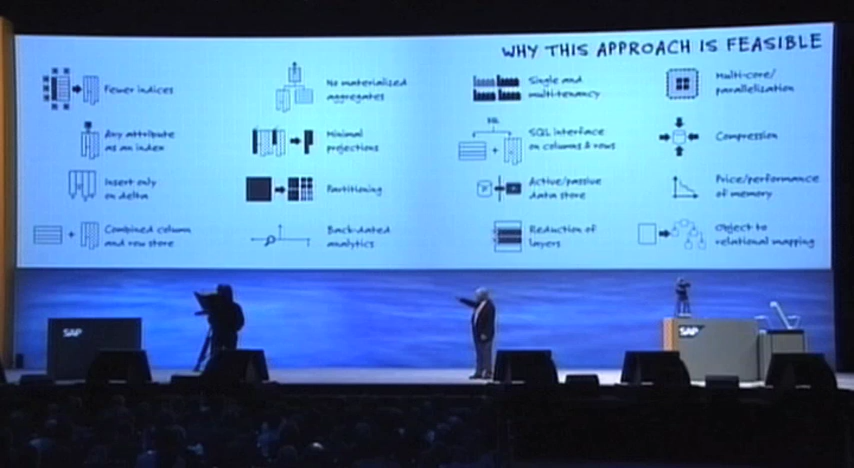 WHY THIS APPROACH IS FEASIBLE
Fewer indices
No materialized
aggregates
Single and
multi-tenancy
Multi-core/
parallelization
Any attribute
as an index
Minimal
projections
SQL
SQL interface
on columns & rows
Compression
Insert only
on delta
Partitioning
Active/passive
data store
Price/performance
of memory
Combined column
and row store
Back-dated
analytics
Reduction of
layers
Object to
relational mapping
SAP
SAP